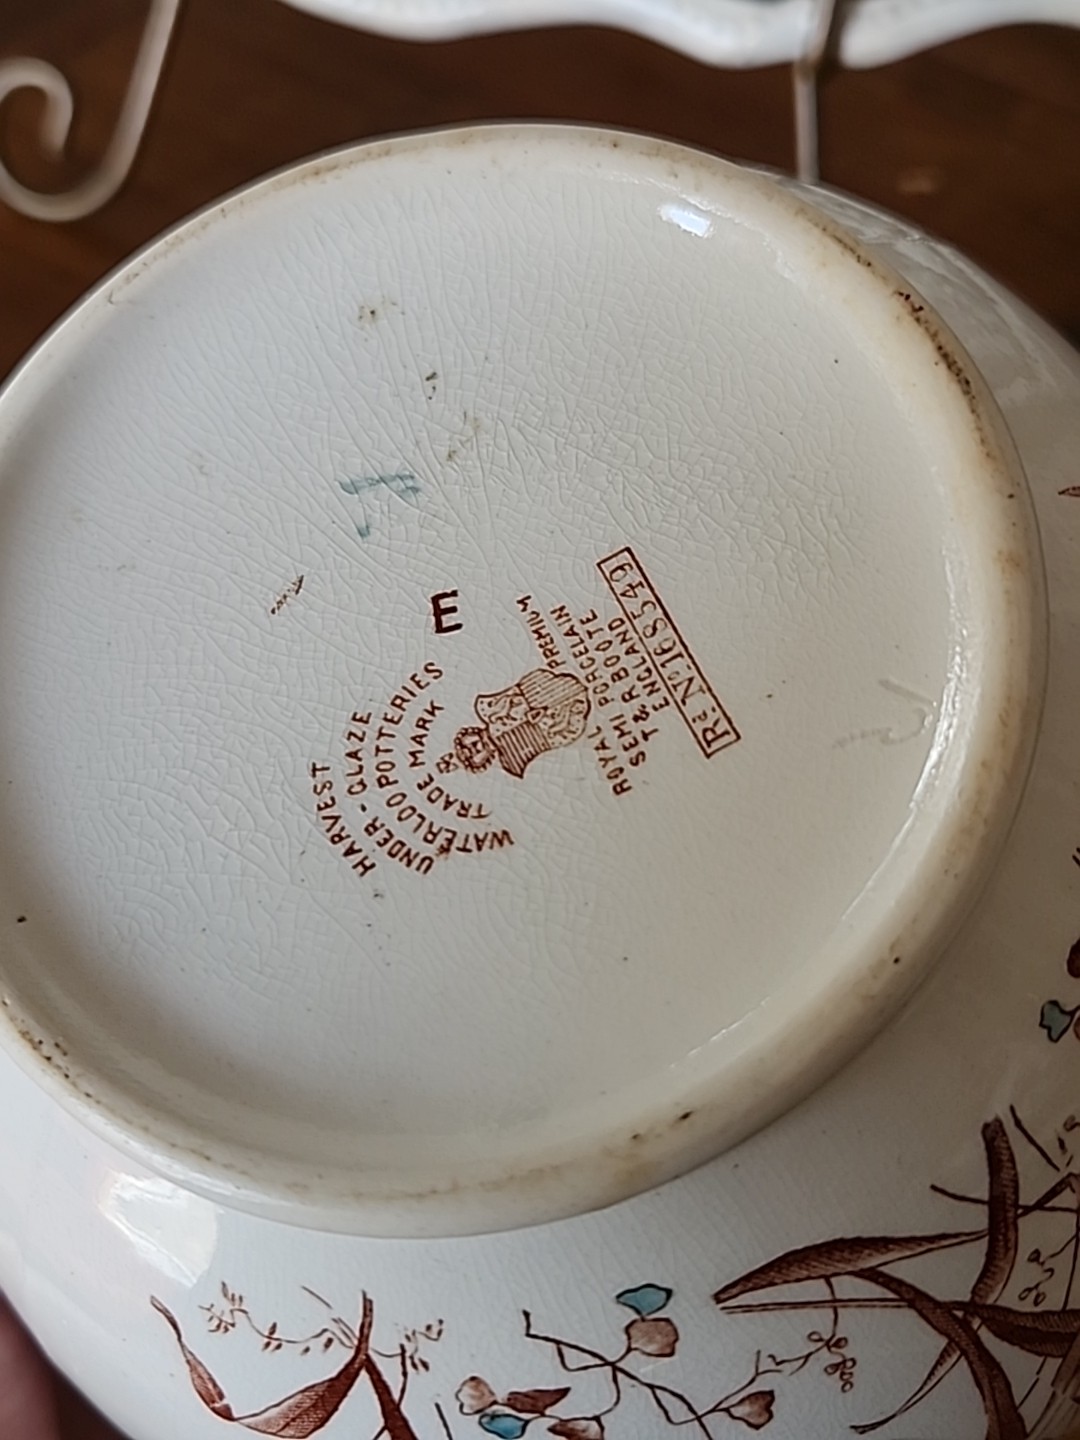 HARVEST
UNDER-GLAZE
WATERLOO POTTERIES
TRADE MARK
PREMIUM
ROYAL
SEMI PORCELAIN
T. & R. BOOTE
ENGLAND
Rd. No. 168549
E